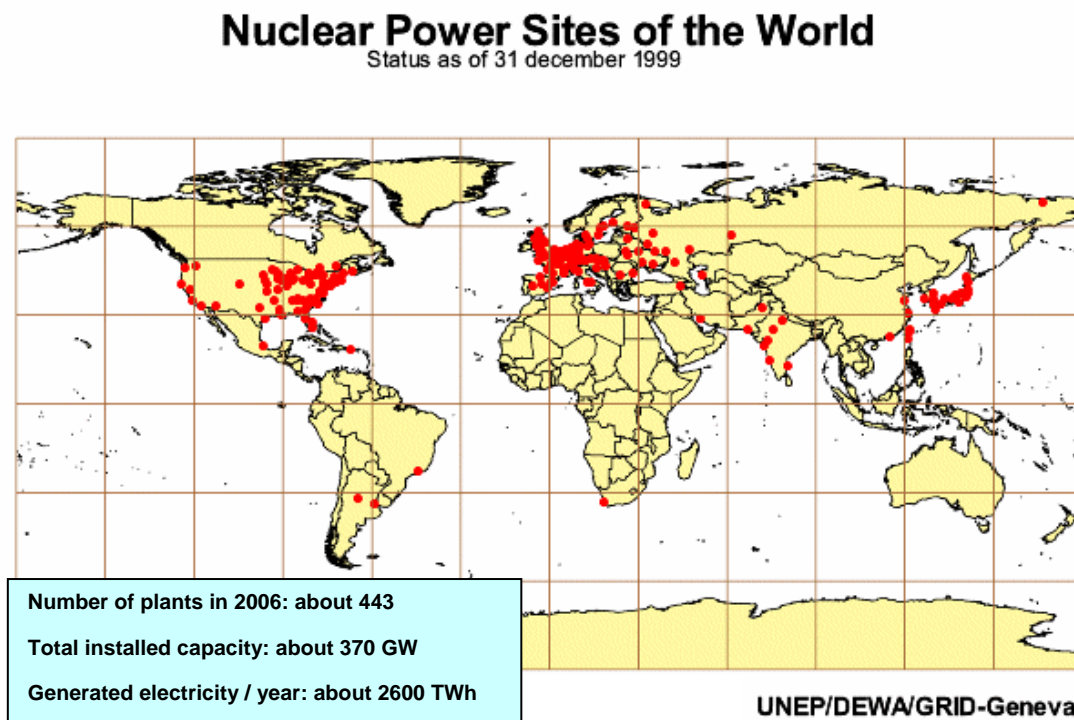 Nuclear Power Sites of the World
Status as of 31 december 1999
Number of plants in 2006: about 443
Total installed capacity: about 370 GW
Generated electricity / year: about 2600 TWh
UNEP/DEWA/GRID-Geneva